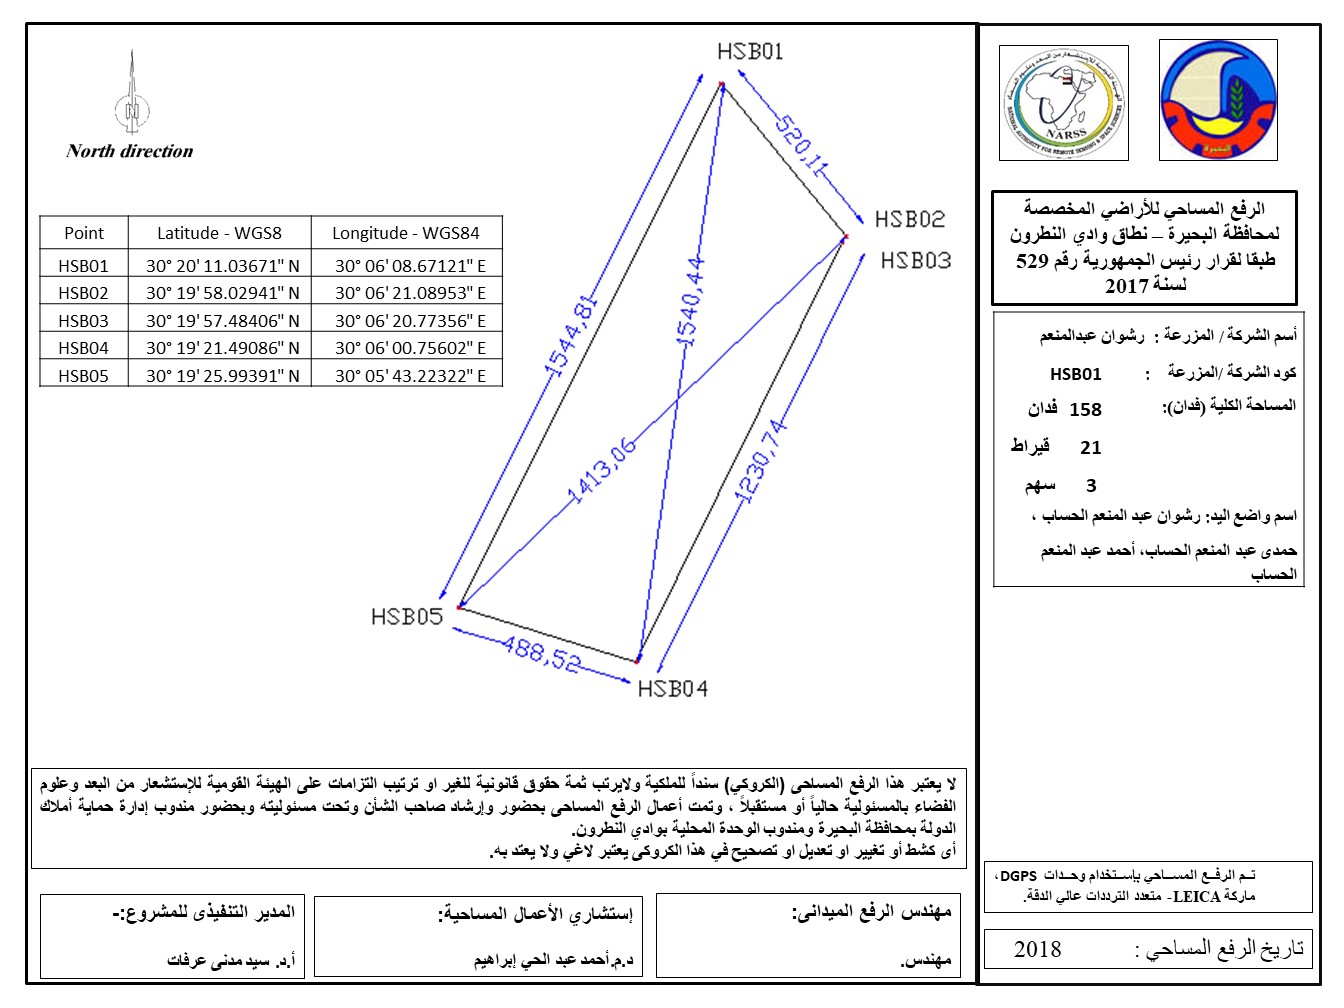 HSB01
520,11
HSB02
HSB03
1544,81
1540,44
1413,06
1230,74
HSB05
488,52
HSB04
North direction
Point Latitude - WGS8 Longitude - WGS84
HSB01 30° 20' 11.03671" N 30° 06' 08.67121" E
HSB02 30° 19' 58.02941" N 30° 06' 21.08953" E
HSB03 30° 19' 57.48406" N 30° 06' 20.77356" E
HSB04 30° 19' 21.49086" N 30° 06' 00.75602" E
HSB05 30° 19' 25.99391" N 30° 05' 43.22322" E
NATIONAL AUTHORITY FOR REMOTE SENSING & SPACE SCIENCES
NARSS
البحيرة
الرفع المساحي للأراضي المخصصة
لمحافظة البحيرة – نطاق وادي النطرون
طبقا لقرار رئيس الجمهورية رقم 529
لسنة 2017
أسم الشركة / المزرعة : رشوان عبدالمنعم
كود الشركة /المزرعة : HSB01
المساحة الكلية (فدان): 158 فدان
21 قيراط
3 سهم
اسم واضع اليد: رشوان عبد المنعم الحساب ،
حمدى عبد المنعم الحساب، أحمد عبد المنعم
الحساب
لا يعتبر هذا الرفع المساحى (الكروكي) سنداً للملكية ولايرتب ثمة حقوق قانونية للغير او ترتيب التزامات على الهيئة القومية للإستشعار من البعد وعلوم
الفضاء بالمسئولية حالياً أو مستقبلاً ، وتمت أعمال الرفع المساحى بحضور وإرشاد صاحب الشأن وتحت مسئوليته وبحضور مندوب إدارة حماية أملاك
الدولة بمحافظة البحيرة ومندوب الوحدة المحلية بوادي النطرون.
أى كشط أو تغيير او تعديل او تصحيح في هذا الكروكى يعتبر لاغي ولا يعتد به.
تم الرفع المساحي بإستخدام وحدات DGPS،
ماركة LEICA- متعدد الترددات عالي الدقة.
مهندس الرفع الميدانى:
مهندس.
إستشاري الأعمال المساحية:
د.م.أحمد عبد الحي إبراهيم
المدير التنفيذى للمشروع:-
أ.د. سيد مدنى عرفات
تاريخ الرفع المساحي : 2018